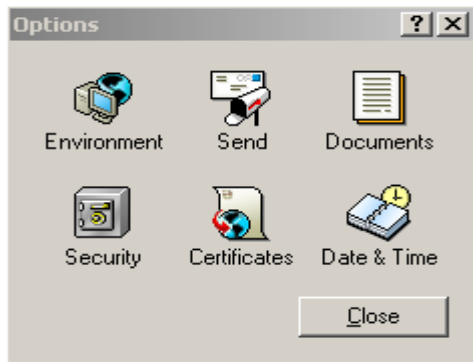 Options
Environment Send Documents
Security Certificates Date & Time
Close